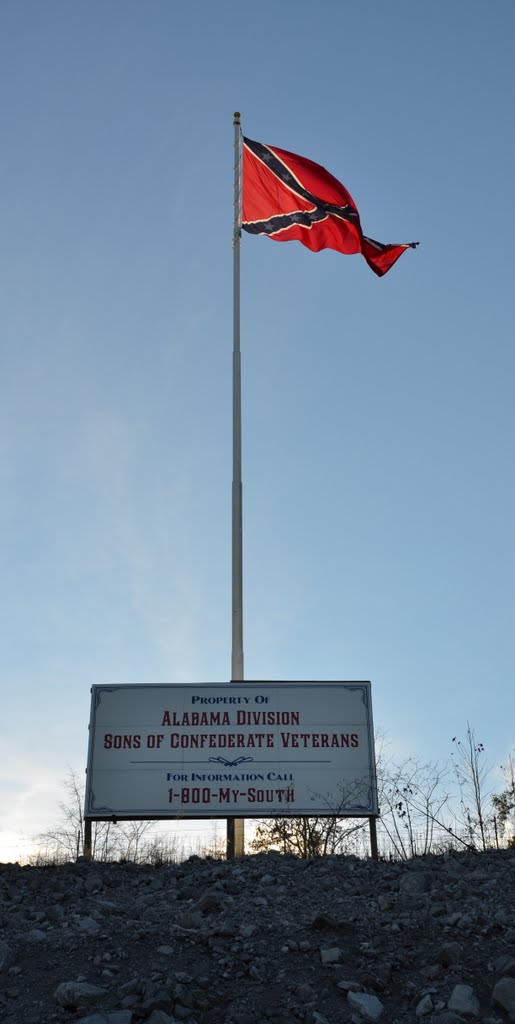 Property Of
Alabama Division
Sons of Confederate Veterans
For Information Call
1-800-My-South